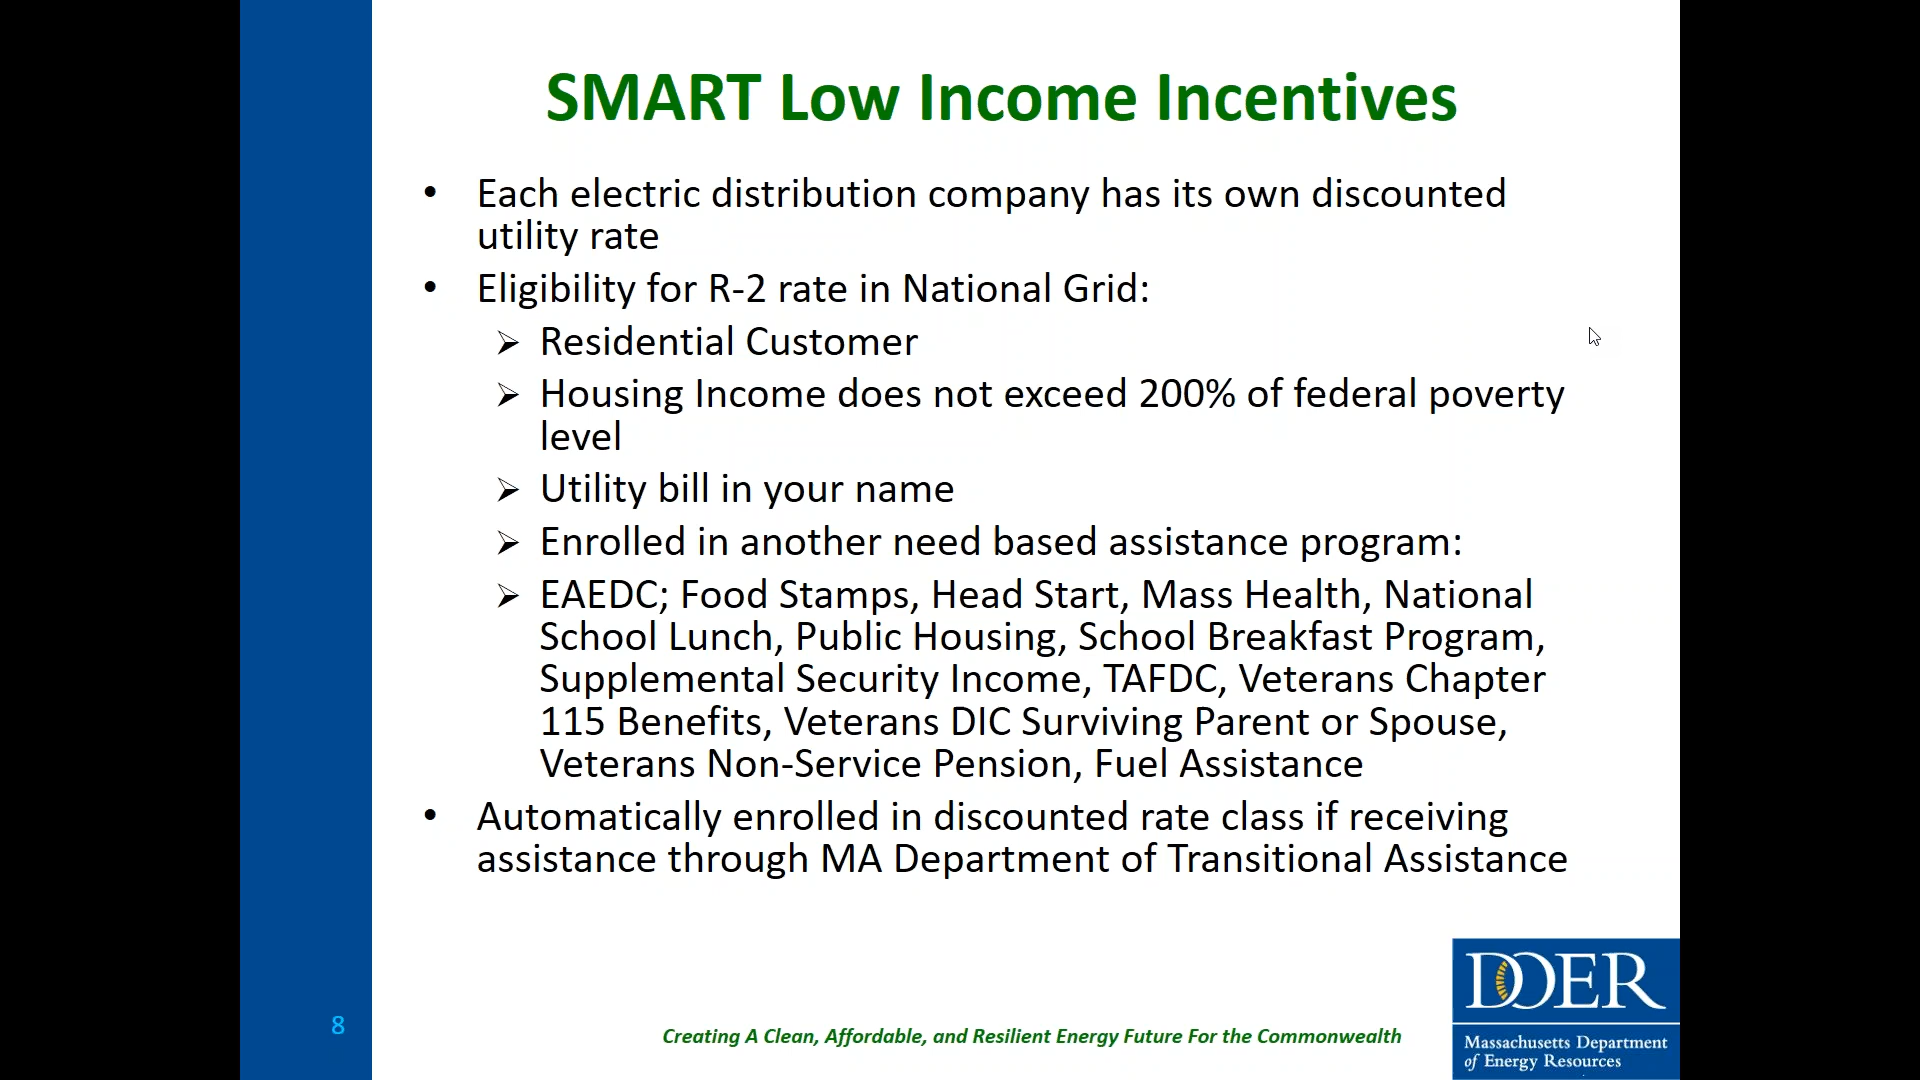 SMART Low Income Incentives
• Each electric distribution company has its own discounted
utility rate
• Eligibility for R-2 rate in National Grid:
➢ Residential Customer
➢ Housing Income does not exceed 200% of federal poverty
level
➢ Utility bill in your name
➢ Enrolled in another need based assistance program:
➢ EAEDC; Food Stamps, Head Start, Mass Health, National
School Lunch, Public Housing, School Breakfast Program,
Supplemental Security Income, TAFDC, Veterans Chapter
115 Benefits, Veterans DIC Surviving Parent or Spouse,
Veterans Non-Service Pension, Fuel Assistance
• Automatically enrolled in discounted rate class if receiving
assistance through MA Department of Transitional Assistance
8
Creating A Clean, Affordable, and Resilient Energy Future For the Commonwealth
DOER
Massachusetts Department
of Energy Resources